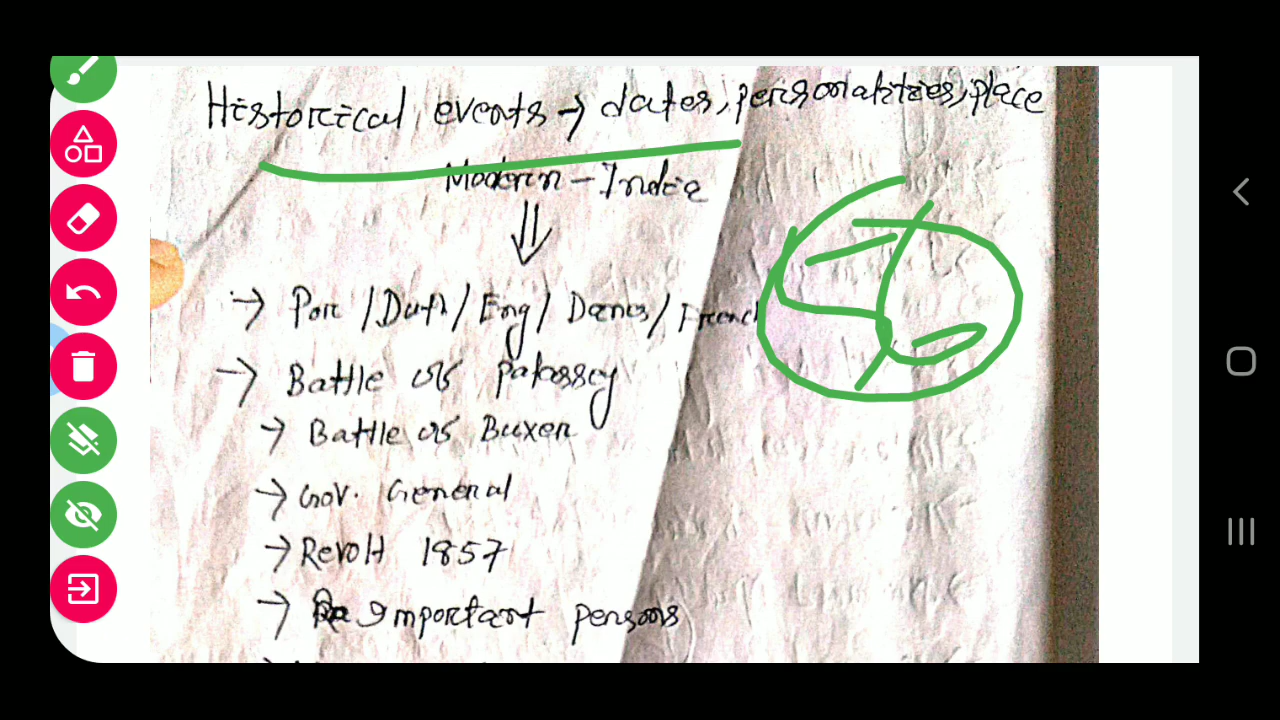 Historical events → dates, personalities, place
Modern - India
⇓
→ Por / Dutch / Eng / Danes / French
→ Battle of palassey
→ Battle of Buxer
→ Gov. General
→ Revolt 1857
→ Important persons